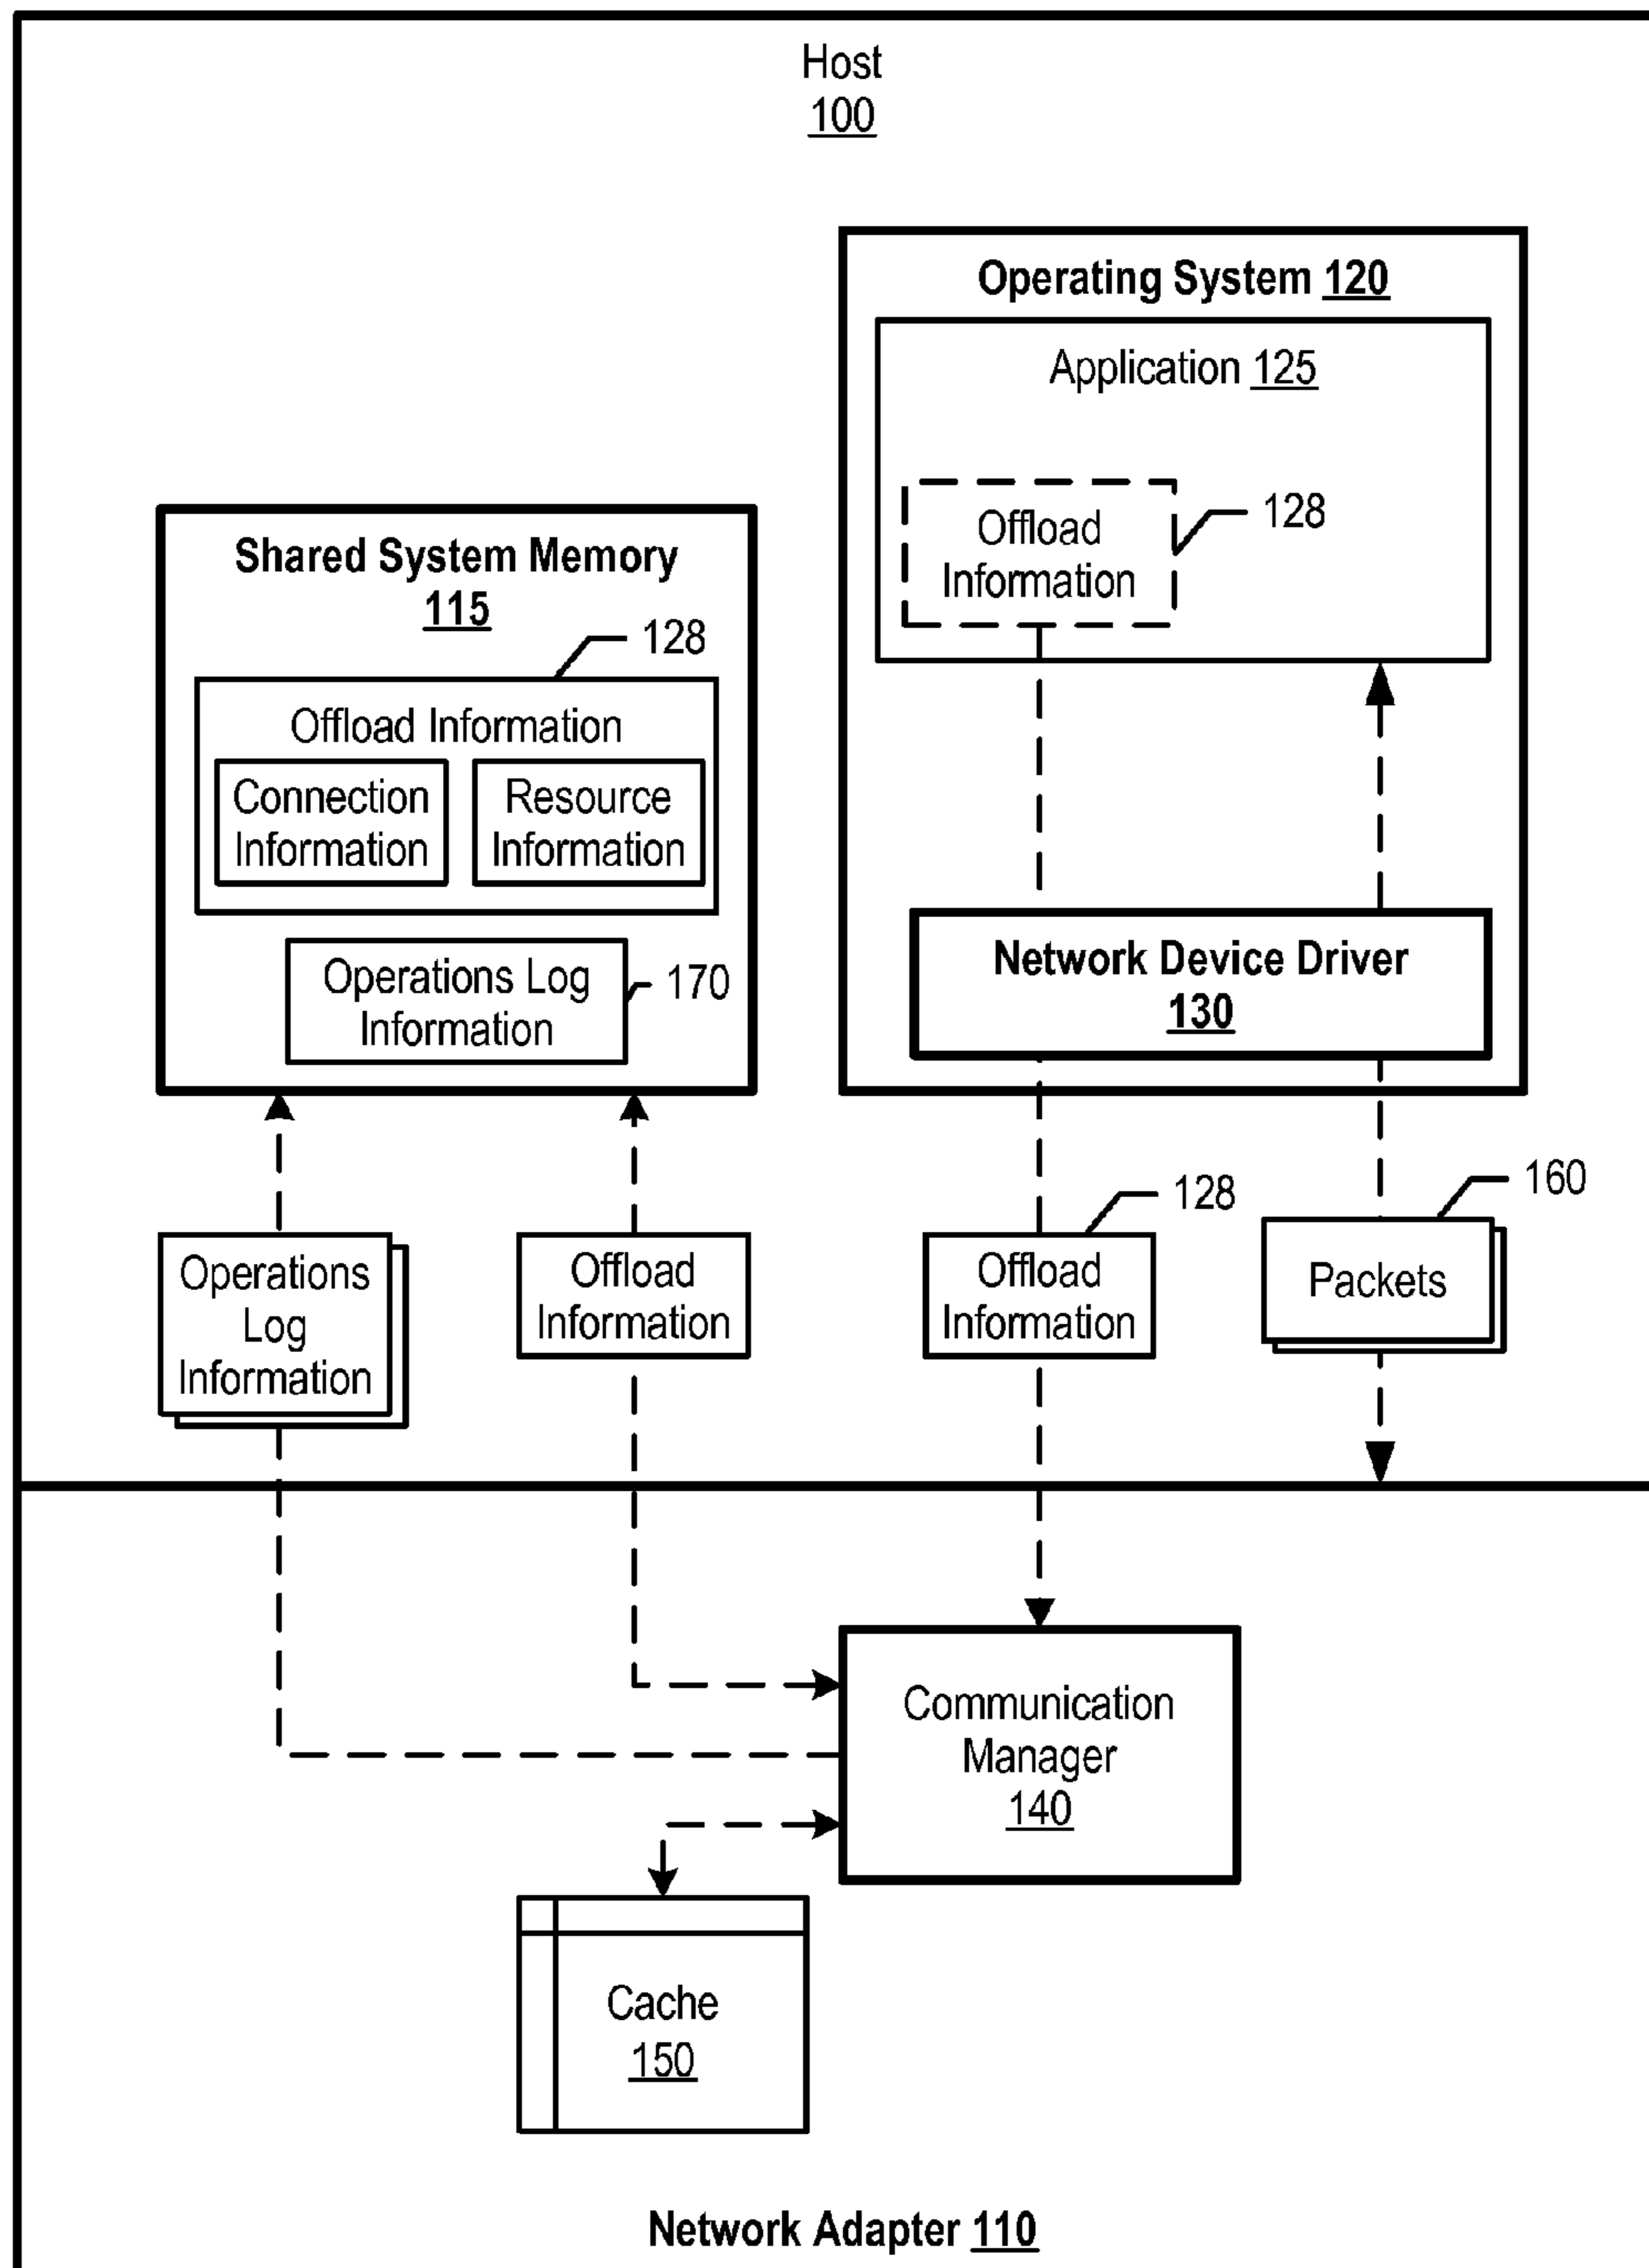 Host
100
Operating System 120
Application 125
Offload
Information
128
Shared System Memory
115
128
Offload Information
Connection
Information
Resource
Information
Operations Log
Information
170
Network Device Driver
130
Operations
Log
Information
Offload
Information
128
Offload
Information
160
Packets
Communication
Manager
140
Cache
150
Network Adapter 110